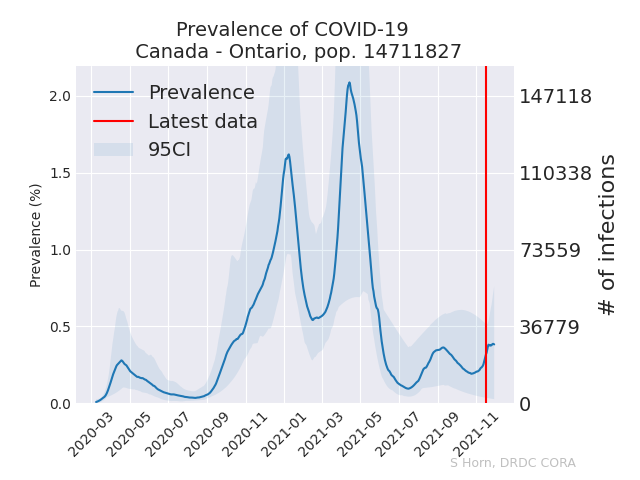 Prevalence of COVID-19
Canada - Ontario, pop. 14711827
Prevalence
Latest data
95CI
2.0
1.5
1.0
0.5
0.0
Prevalence (%)
147118
110338
73559
36779
0
# of infections
2020-03
2020-05
2020-07
2020-09
2020-11
2021-01
2021-03
2021-05
2021-07
2021-09
2021-11
S Horn, DRDC CORA